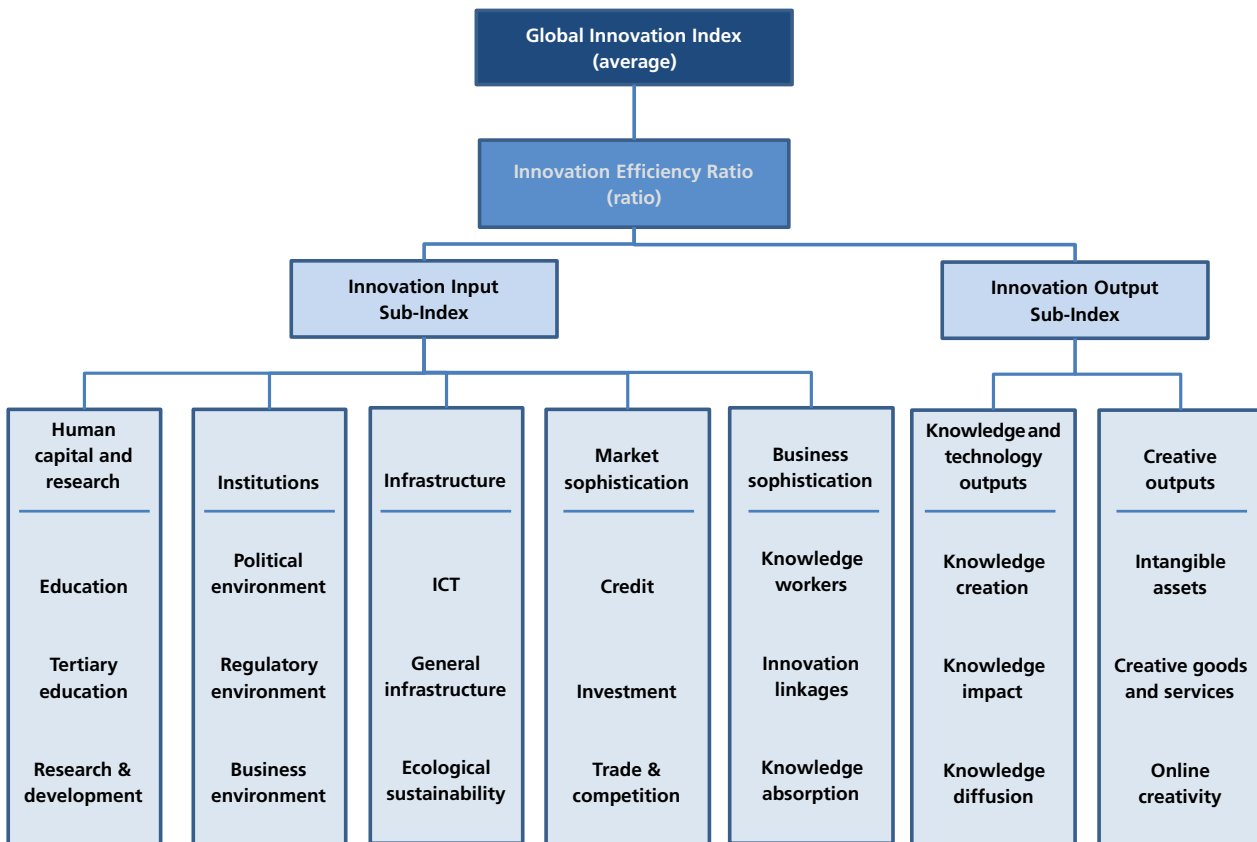 Global Innovation Index
(average)
Innovation Efficiency Ratio
(ratio)
Innovation Input
Sub-Index
Innovation Output
Sub-Index
Human
capital and
research
Education
Tertiary
education
Research &
development
Institutions
Political
environment
Regulatory
environment
Business
environment
Infrastructure
ICT
General
infrastructure
Ecological
sustainability
Market
sophistication
Credit
Investment
Trade &
competition
Business
sophistication
Knowledge
workers
Innovation
linkages
Knowledge
absorption
Knowledge and
technology
outputs
Knowledge
creation
Knowledge
impact
Knowledge
diffusion
Creative
outputs
Intangible
assets
Creative goods
and services
Online
creativity